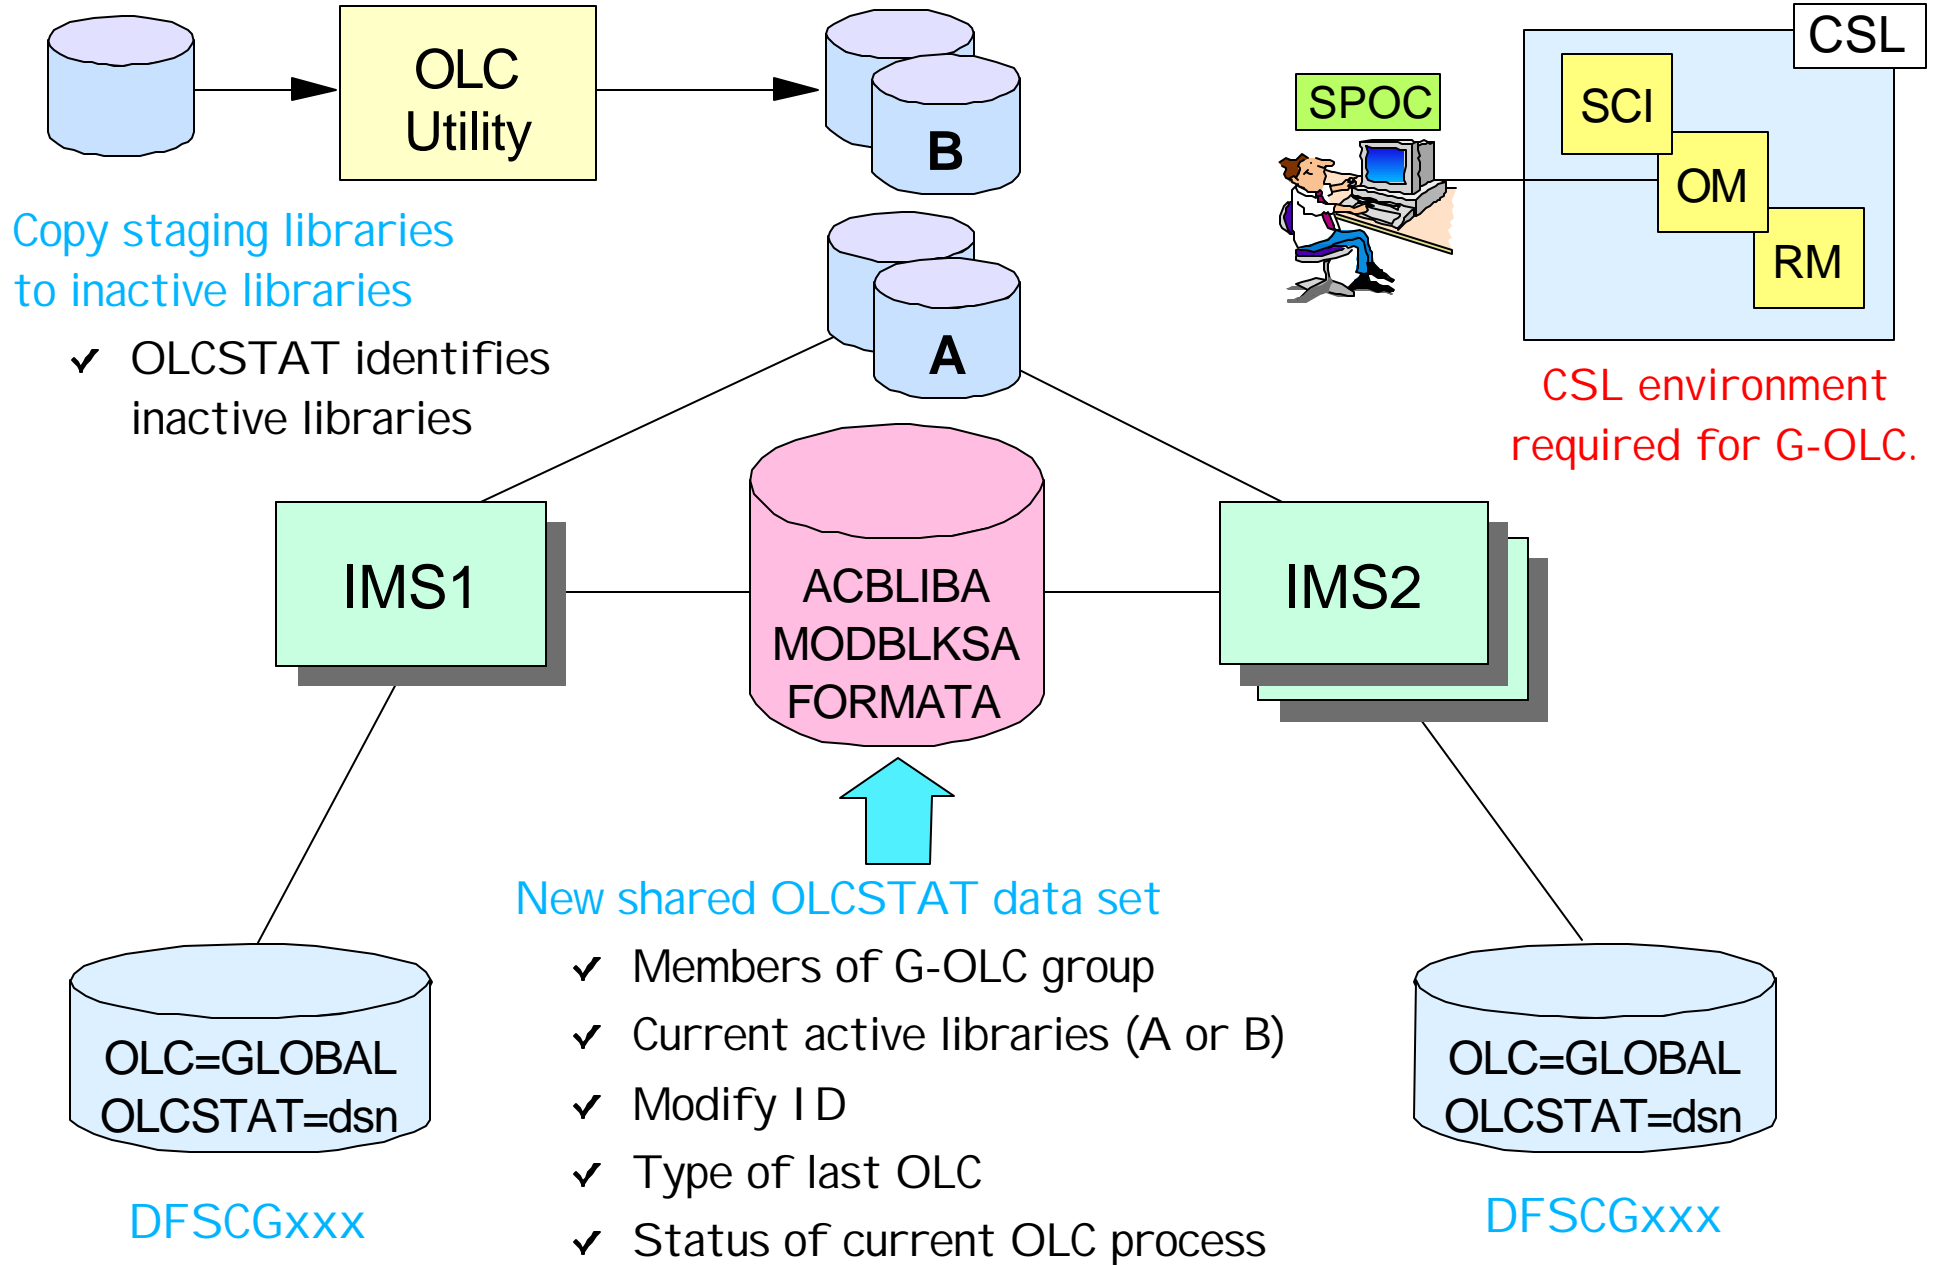 OLC
Utility
B
A
SPOC
CSL
SCI
OM
RM
Copy staging libraries
to inactive libraries
✓ OLCSTAT identifies
inactive libraries
CSL environment
required for G-OLC.
IMS1
ACBLIBA
MODBLKSA
FORMATA
IMS2
New shared OLCSTAT data set
✓ Members of G-OLC group
✓ Current active libraries (A or B)
✓ Modify ID
✓ Type of last OLC
✓ Status of current OLC process
OLC=GLOBAL
OLCSTAT=dsn
DFSCGxxx
OLC=GLOBAL
OLCSTAT=dsn
DFSCGxxx